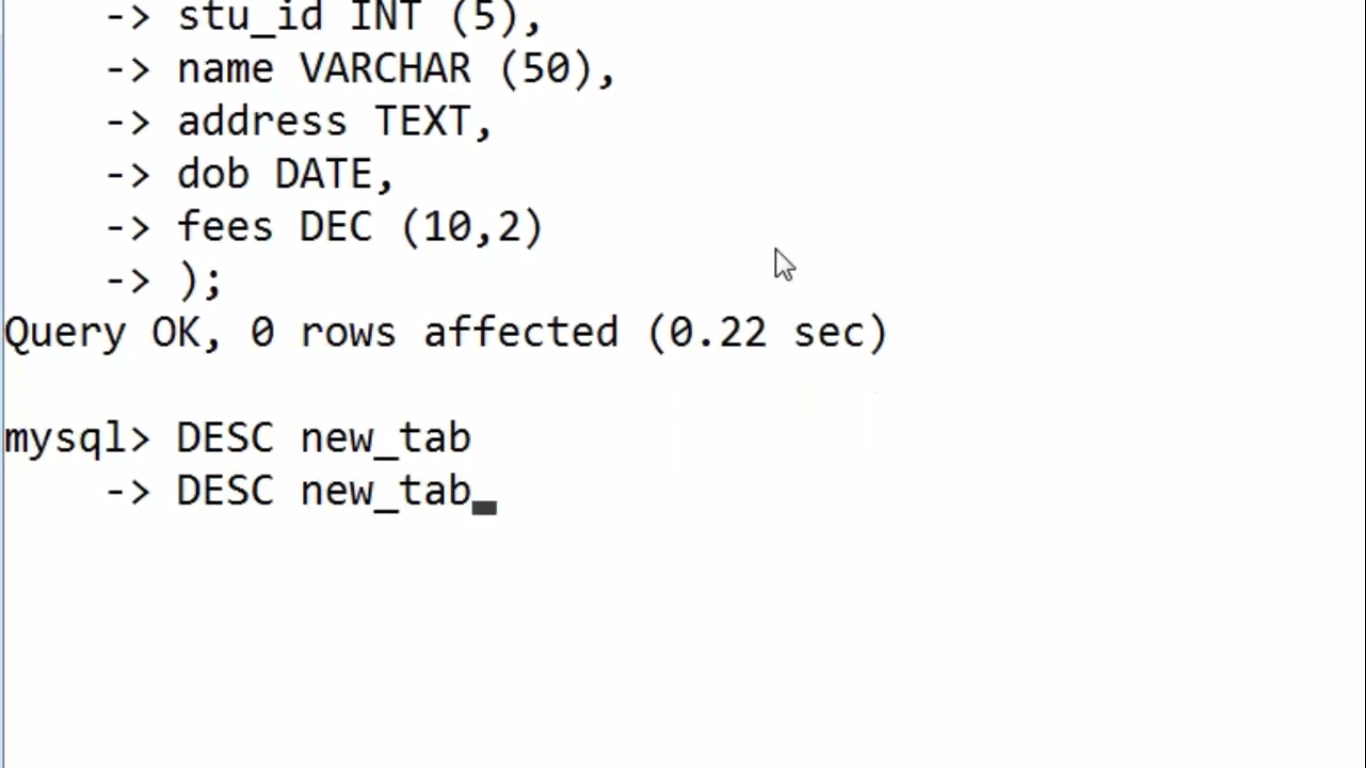 -> stu_id INT (5),
-> name VARCHAR (50),
-> address TEXT,
-> dob DATE,
-> fees DEC (10,2)
-> );
Query OK, 0 rows affected (0.22 sec)
mysql> DESC new_tab
-> DESC new_tab